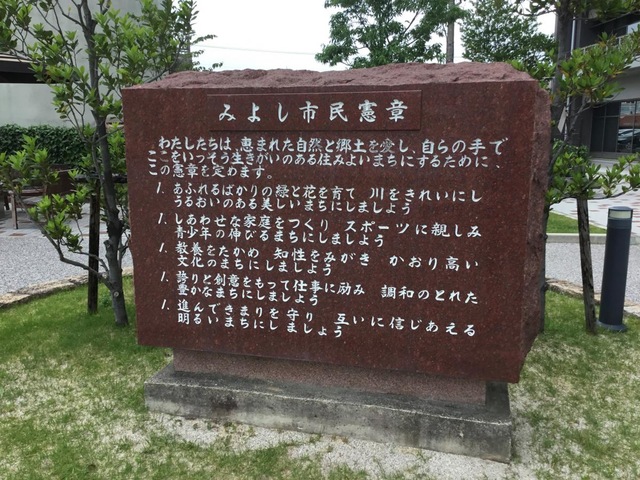 みよし市民憲章
わたしたちは、恵まれた自然と郷土を愛し、自らの手で
ここをいっそう生きがいのある住みよいまちにするために、
この憲章を定めます。
1. あふれるばかりの緑と花を育て 川をきれいにし
うるおいのある美しいまちにしましょう
1. しあわせな家庭をつくり スポーツに親しみ
青少年の伸びるまちにしましょう
1. 教養をたかめ 知性をみがき かおり高い
文化のまちにしましょう
1. 誇りと創意をもって仕事に励み 調和のとれた
豊かなまちにしましょう
1. 進んできまりを守り 互いに信じあえる
明るいまちにしましょう